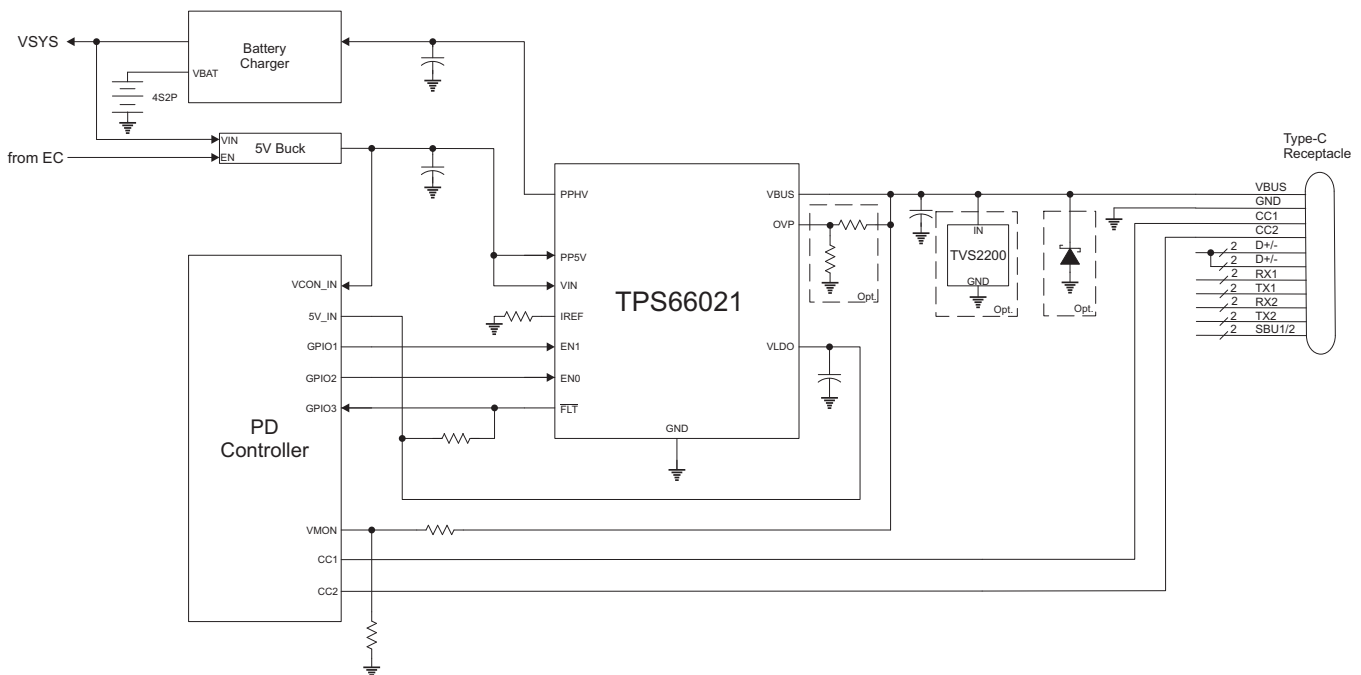 VSYS
Battery
Charger
VBAT
4S2P
VIN
5V Buck
from EC
EN
Type-C
Receptacle
PPHV
VBUS
VBUS
GND
OVP
CC1
CC2
IN
D+/-
2
TVS2200
PP5V
2
D+/-
VCON_IN
2
RX1
GND
VIN
TPS66021
Opt.
Opt.
Opt.
2
TX1
5V_IN
IREF
2
RX2
2
TX2
2
SBU1/2
GPIO1
EN1
VLDO
GPIO2
EN0
GPIO3
FLT
PD
Controller
GND
VMON
CC1
CC2